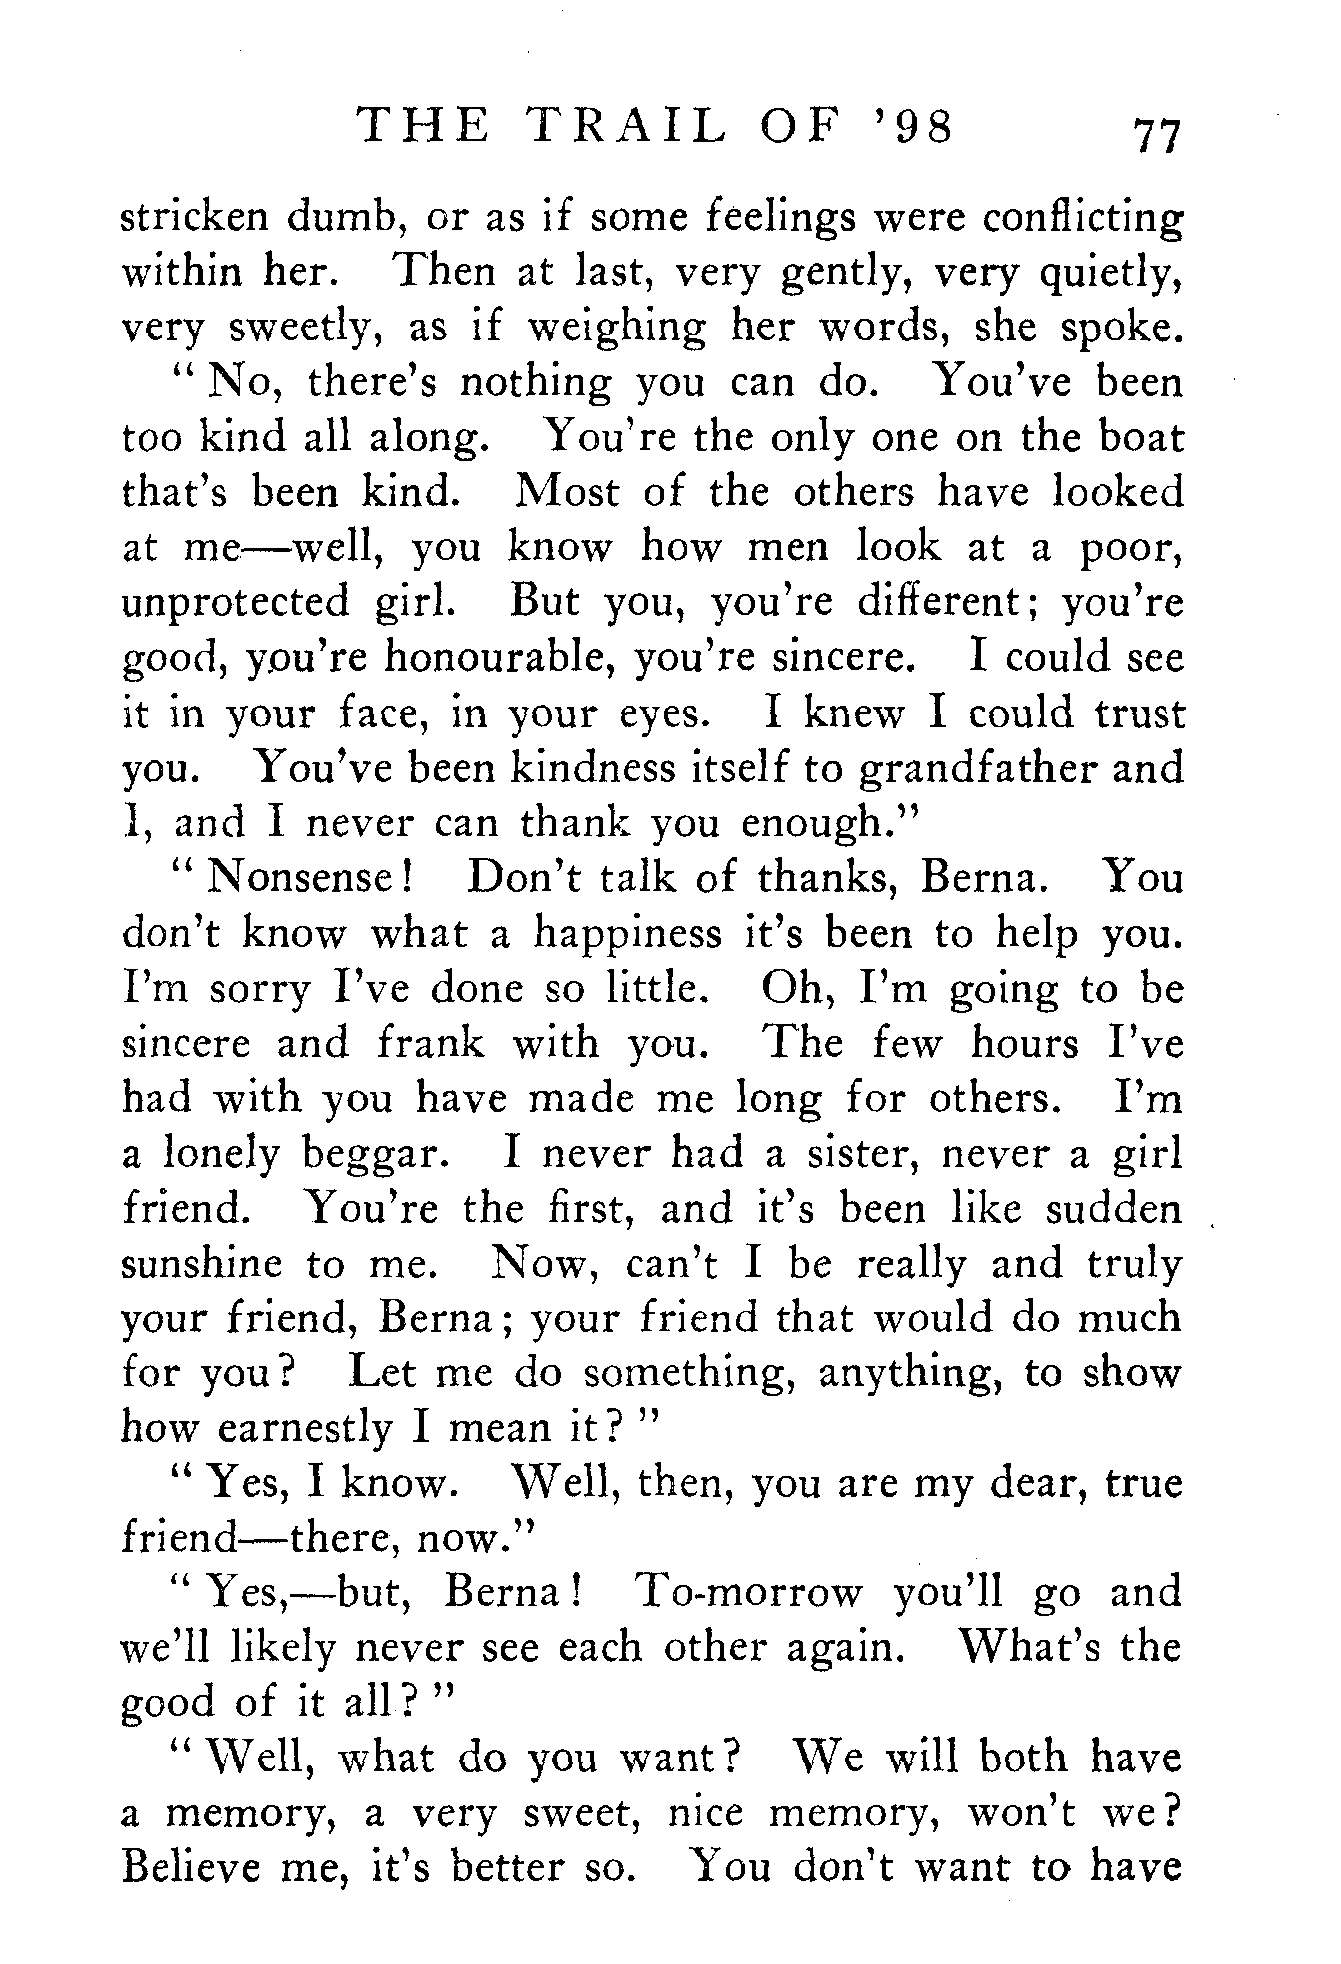 THE TRAIL OF '98 77
stricken dumb, or as if some feelings were conflicting
within her. Then at last, very gently, very quietly,
very sweetly, as if weighing her words, she spoke.
"No, there's nothing you can do. You've been
too kind all along. You're the only one on the boat
that's been kind. Most of the others have looked
at me—well, you know how men look at a poor,
unprotected girl. But you, you're different; you're
good, you're honourable, you're sincere. I could see
it in your face, in your eyes. I knew I could trust
you. You've been kindness itself to grandfather and
I, and I never can thank you enough."
"Nonsense! Don't talk of thanks, Berna. You
don't know what a happiness it's been to help you.
I'm sorry I've done so little. Oh, I'm going to be
sincere and frank with you. The few hours I've
had with you have made me long for others. I'm
a lonely beggar. I never had a sister, never a girl
friend. You're the first, and it's been like sudden
sunshine to me. Now, can't I be really and truly
your friend, Berna; your friend that would do much
for you? Let me do something, anything, to show
how earnestly I mean it?"
"Yes, I know. Well, then, you are my dear, true
friend—there, now."
"Yes,—but, Berna! To-morrow you'll go and
we'll likely never see each other again. What's the
good of it all?"
"Well, what do you want? We will both have
a memory, a very sweet, nice memory, won't we?
Believe me, it's better so. You don't want to have